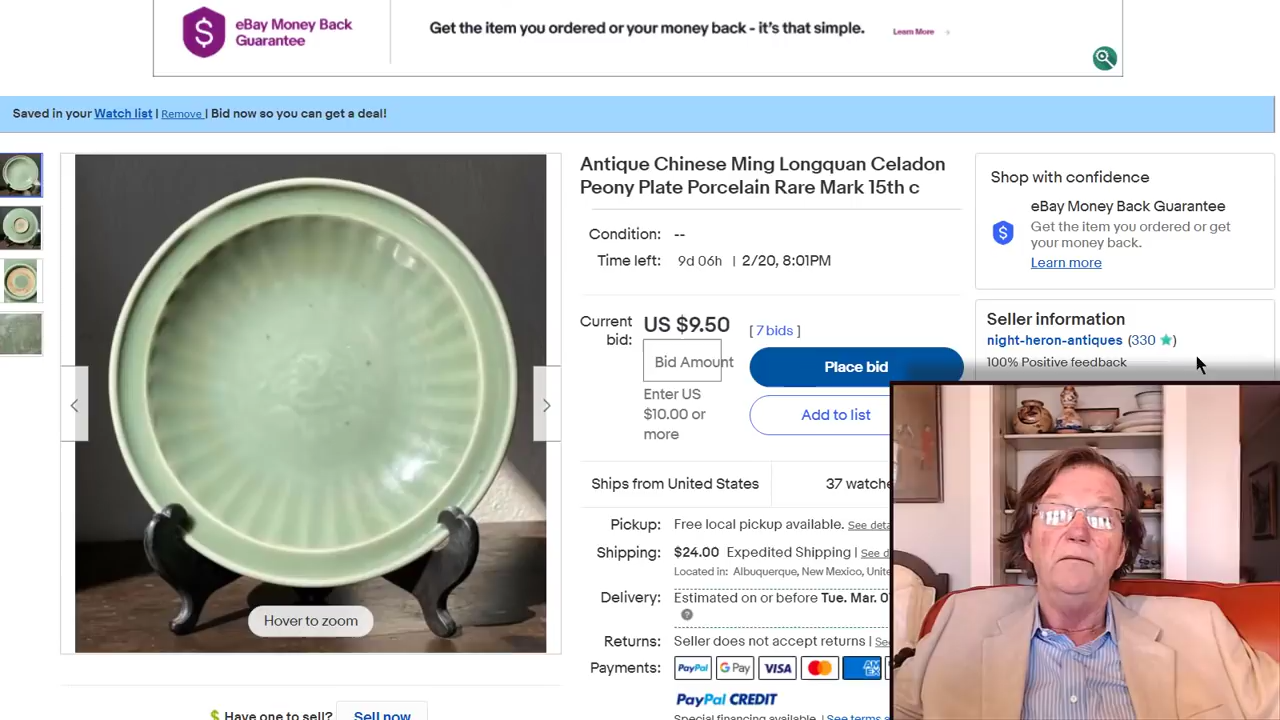 eBay Money Back
Guarantee
Get the item you ordered or your money back - it's that simple.
Learn More
Saved in your Watch list | Remove | Bid now so you can get a deal!
Antique Chinese Ming Longquan Celadon
Peony Plate Porcelain Rare Mark 15th c
Condition: --
Time left: 9d 06h | 2/20, 8:01PM
Current
bid:
US $9.50
[ 7 bids ]
Bid Amount
Place bid
Enter US
$10.00 or
more
Add to list
Ships from United States
37 watche
Pickup: Free local pickup available. See deta
Shipping: $24.00 Expedited Shipping | See d
Located in: Albuquerque, New Mexico, Unite
Delivery: Estimated on or before Tue. Mar. 0
Returns: Seller does not accept returns | See
Payments: PayPal G Pay VISA AM EX
PayPal CREDIT
Special financing available. See terms a
Hover to zoom
Have one to sell? Sell now
Shop with confidence
eBay Money Back Guarantee
Get the item you ordered or get
your money back.
Learn more
Seller information
night-heron-antiques (330 )
100% Positive feedback